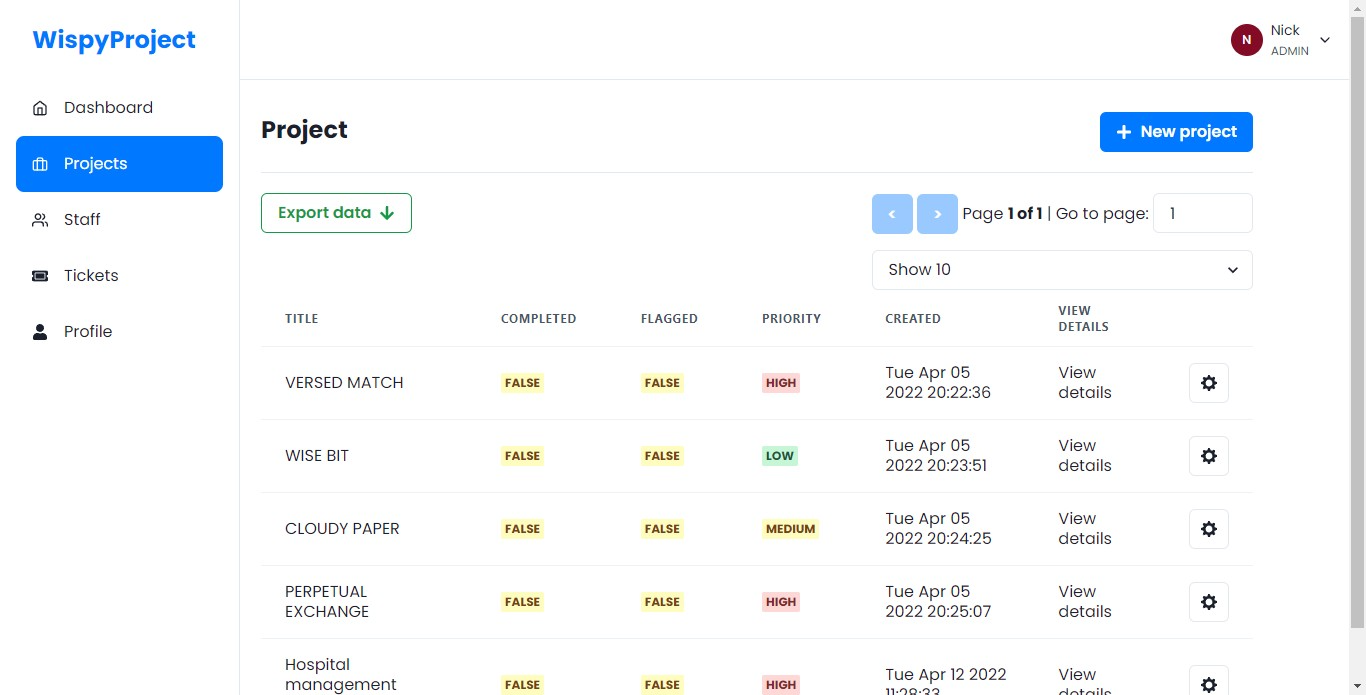 WispyProject
N
Nick
ADMIN
Dashboard
Projects
Staff
Tickets
Profile
Project
+ New project
Export data ↓
< > Page 1 of 1 | Go to page: 1
Show 10
TITLE COMPLETED FLAGGED PRIORITY CREATED VIEW
DETAILS
VERSED MATCH FALSE FALSE HIGH Tue Apr 05
2022 20:22:36 View
details
WISE BIT FALSE FALSE LOW Tue Apr 05
2022 20:23:51 View
details
CLOUDY PAPER FALSE FALSE MEDIUM Tue Apr 05
2022 20:24:25 View
details
PERPETUAL
EXCHANGE FALSE FALSE HIGH Tue Apr 05
2022 20:25:07 View
details
Hospital
management FALSE FALSE HIGH Tue Apr 12 2022
11:28:33 View
details